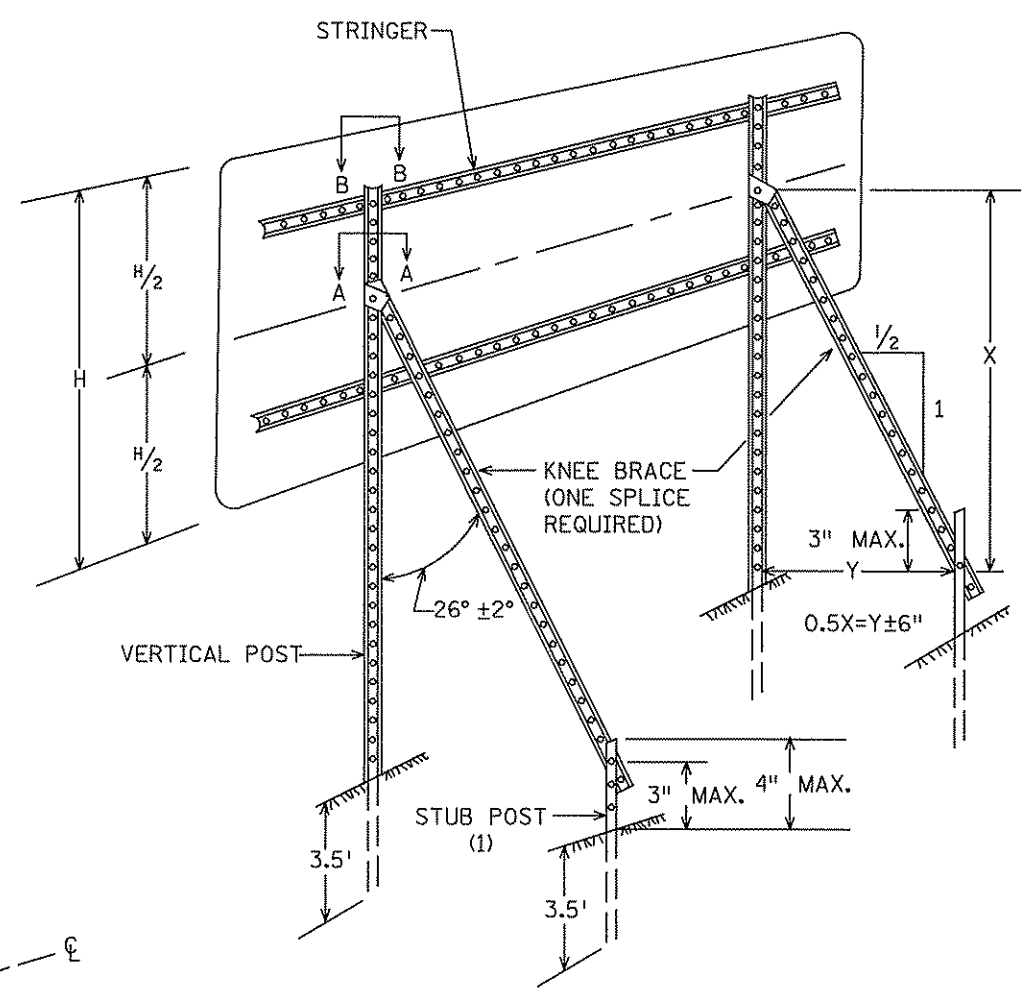 STRINGER
B
B
H/2
A
A
H
X
1/2
1
H/2
KNEE BRACE
(ONE SPLICE
REQUIRED)
3" MAX.
Y
26° ±2°
0.5X=Y±6"
VERTICAL POST
3" MAX.
4" MAX.
STUB POST
(1)
3.5'
3.5'
℄